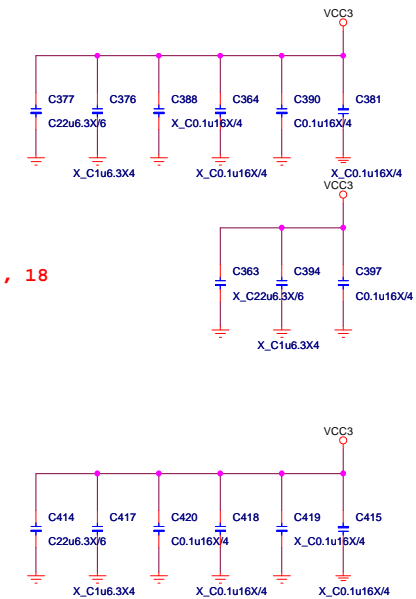 VCC3
C377 C376 C388 C364 C390 C381
C22u6.3X/6 X_C0.1u16X/4 C0.1u16X/4
X_C1u6.3X4 X_C0.1u16X/4 X_C0.1u16X/4
VCC3
, 18
C363 C394 C397
X_C22u6.3X/6 C0.1u16X/4
X_C1u6.3X4
VCC3
C414 C417 C420 C418 C419 C415
C22u6.3X/6 C0.1u16X/4 X_C0.1u16X/4
X_C1u6.3X4 X_C0.1u16X/4 X_C0.1u16X/4